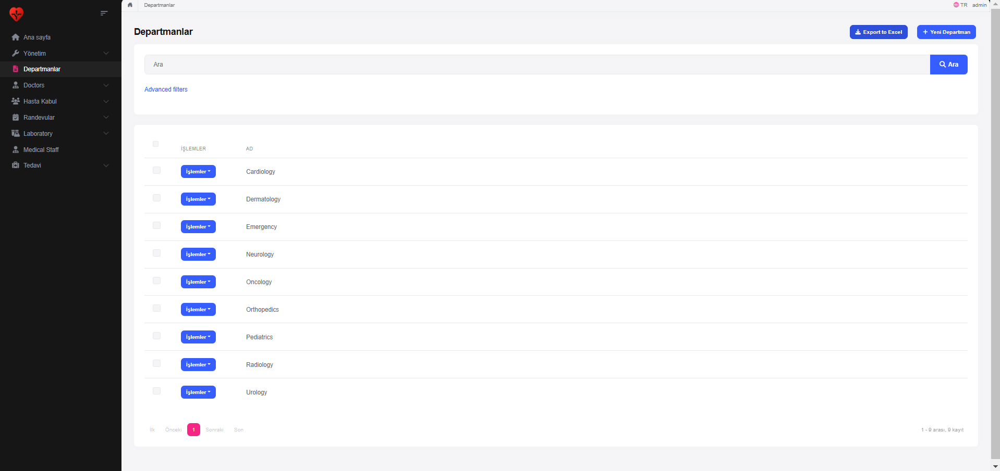 Departmanlar
TR admin
Ana sayfa
Yönetim
Departmanlar
Doctors
Hasta Kabul
Randevular
Laboratory
Medical Staff
Tedavi
Departmanlar
Export to Excel
Yeni Departman
Ara
Ara
Advanced filters
İŞLEMLER AD
İşlemler Cardiology
İşlemler Dermatology
İşlemler Emergency
İşlemler Neurology
İşlemler Oncology
İşlemler Orthopedics
İşlemler Pediatrics
İşlemler Radiology
İşlemler Urology
İlk Önceki 1 Sonraki Son
1 - 9 arası, 9 kayıt